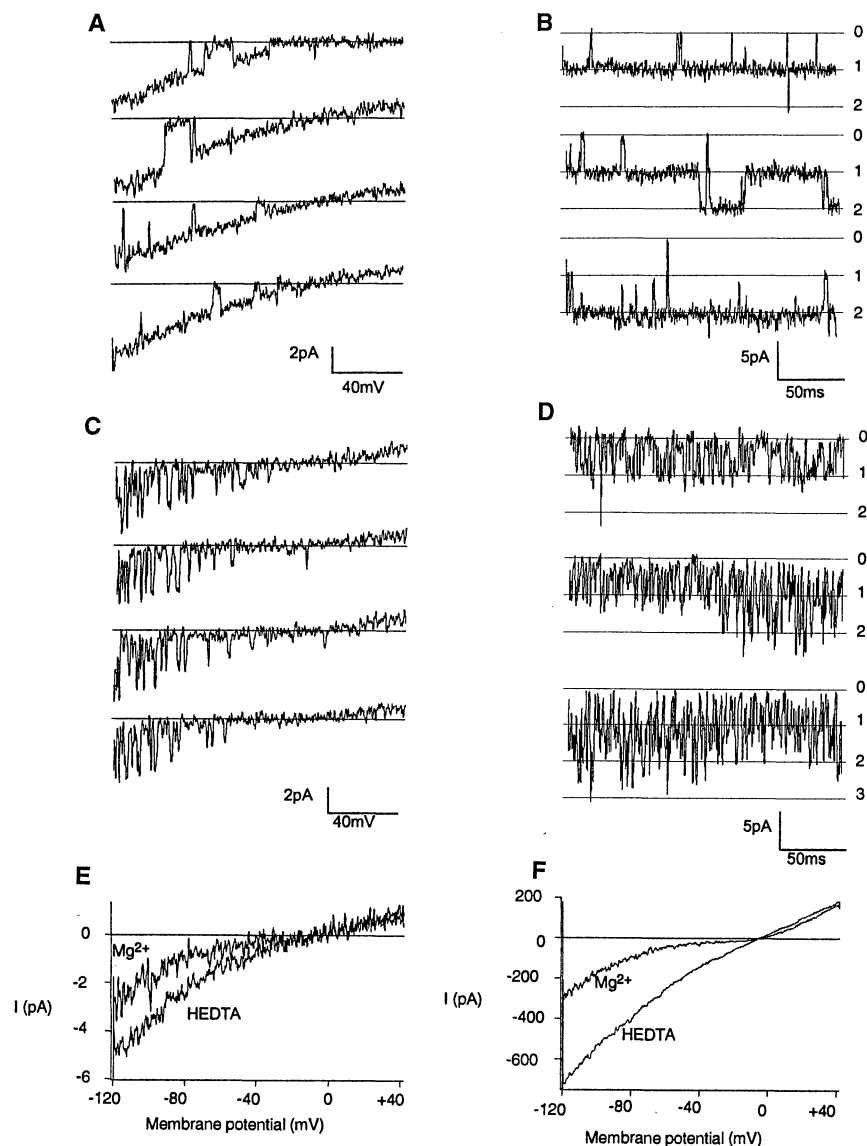 A
2pA
40mV
B
0
1
2
0
1
2
0
1
2
5pA
50ms
C
2pA
40mV
D
0
1
2
0
1
2
0
1
2
3
5pA
50ms
E
0
-2
-4
-6
I (pA)
Mg2+
HEDTA
-120 -80 -40 0 +40
Membrane potential (mV)
F
200
0
-200
-400
-600
I (pA)
Mg2+
HEDTA
-120 -80 -40 0 +40
Membrane potential (mV)